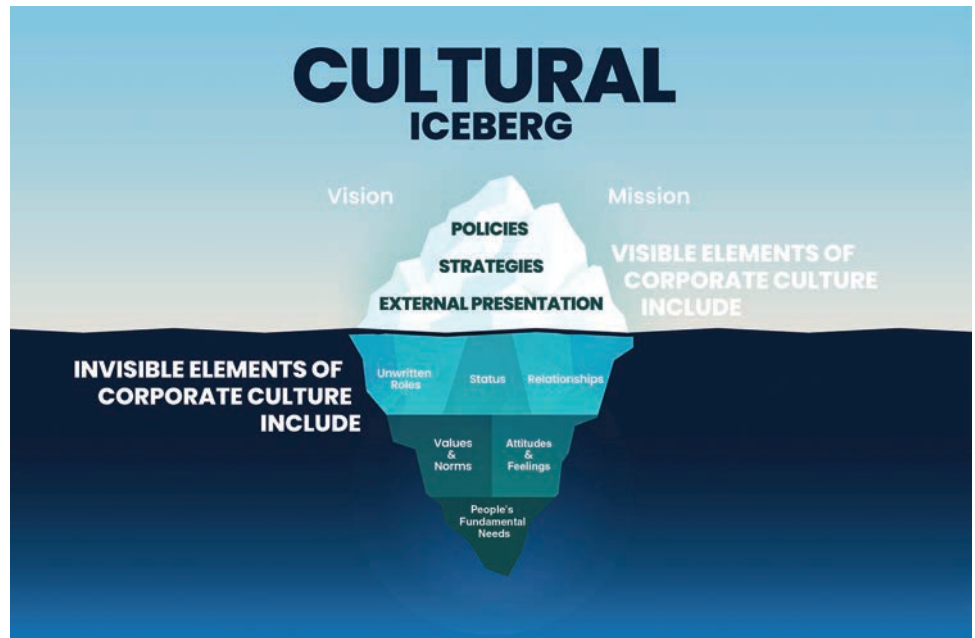 CULTURAL
ICEBERG
Vision
Mission
POLICIES
STRATEGIES
EXTERNAL PRESENTATION
VISIBLE ELEMENTS OF
CORPORATE CULTURE
INCLUDE
INVISIBLE ELEMENTS OF
CORPORATE CULTURE
INCLUDE
Unwritten
Roles
Status
Relationships
Values
&
Norms
Attitudes
&
Feelings
People's
Fundamental
Needs